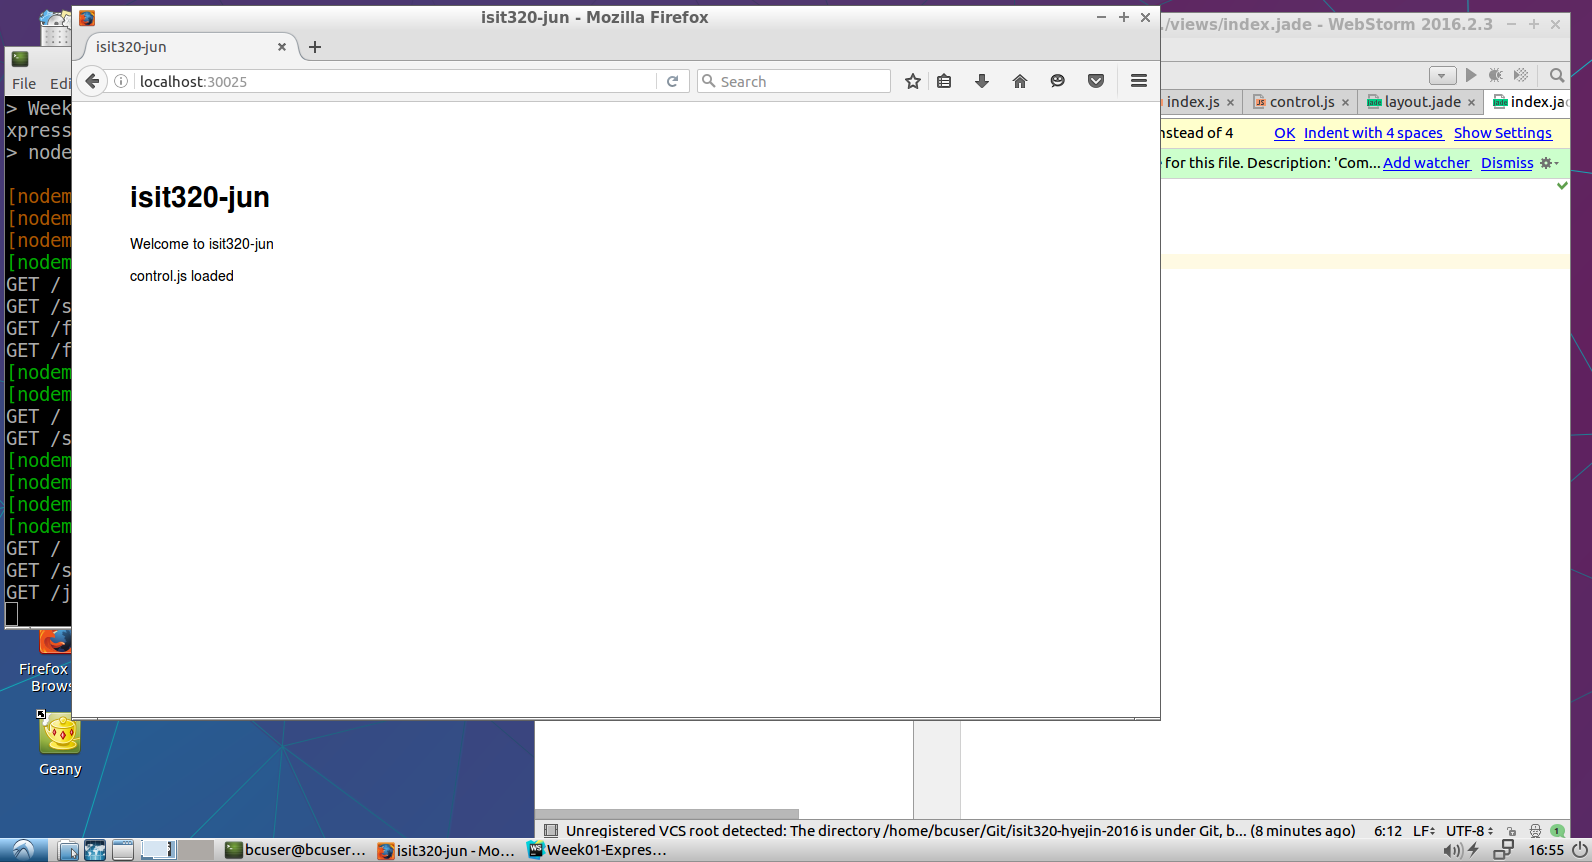 isit320-jun - Mozilla Firefox
isit320-jun
localhost:30025
Search
isit320-jun
Welcome to isit320-jun
control.js loaded
/views/index.jade - WebStorm 2016.2.3
index.js
control.js
layout.jade
index.ja
nstead of 4 OK Indent with 4 spaces Show Settings
for this file. Description: 'Com... Add watcher Dismiss
File Edi
> Week
xpress
> node
[nodem
[nodem
[nodem
[nodem
GET /
GET /s
GET /f
GET /f
[nodem
[nodem
GET /
GET /s
[nodem
[nodem
[nodem
[nodem
GET /
GET /s
GET /j
Firefox
Brows
Geany
Unregistered VCS root detected: The directory /home/bcuser/Git/isit320-hyejin-2016 is under Git, b... (8 minutes ago) 6:12 LF UTF-8 1
bcuser@bcuser... isit320-jun - Mo... WS Week01-Expres... 16:55